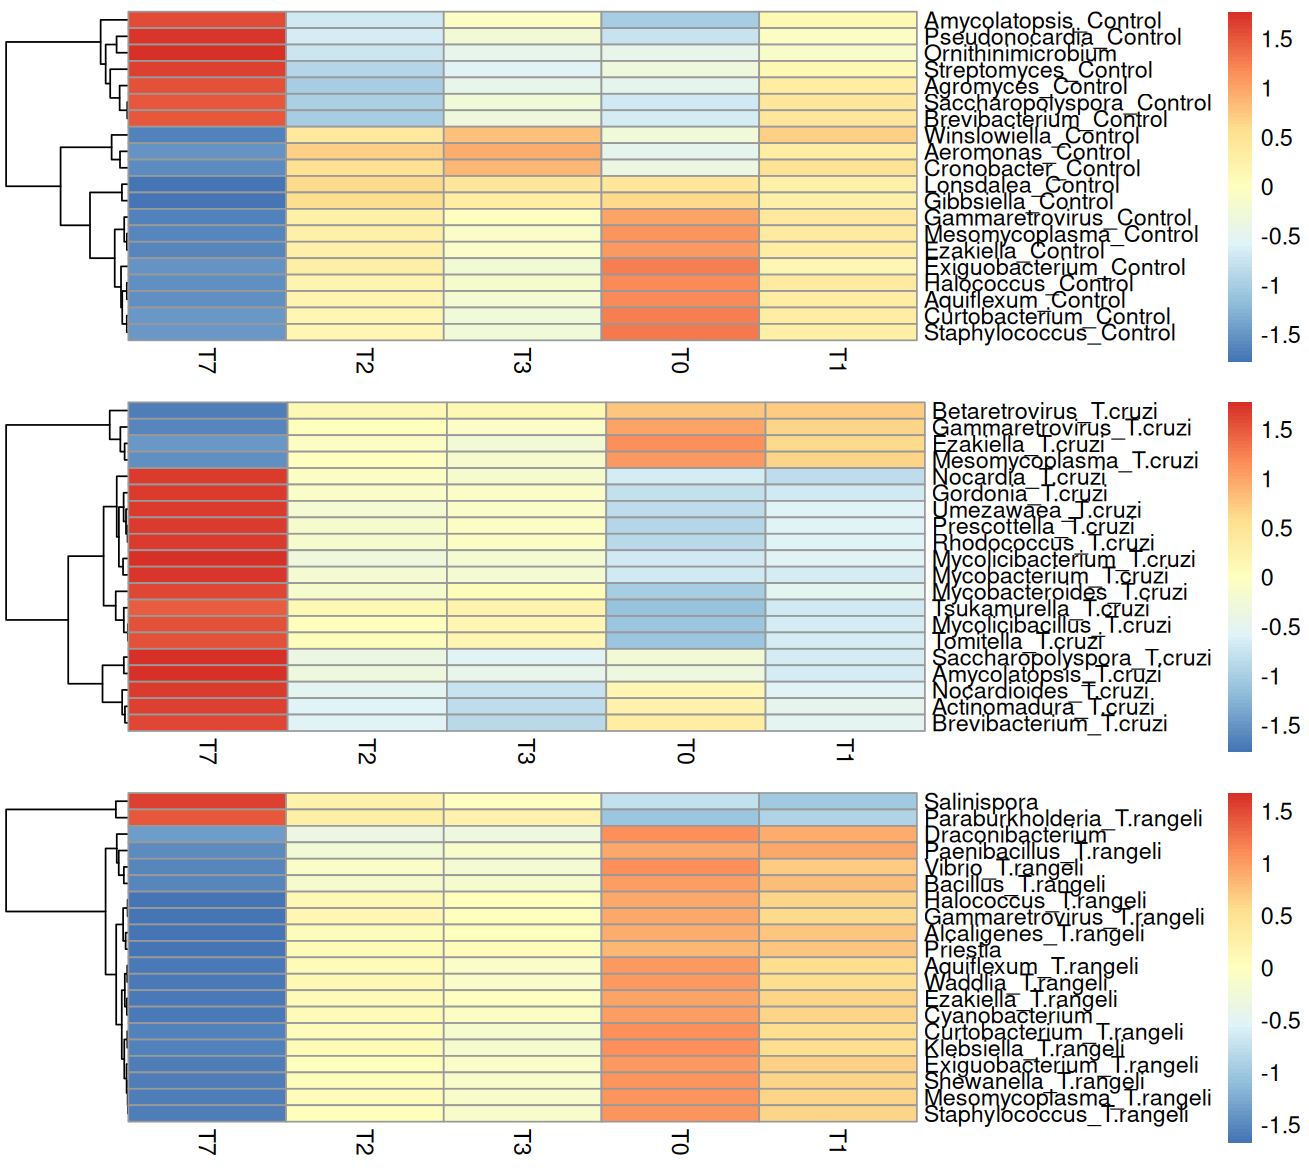 Amycolatopsis_Control
Pseudonocardia_Control
Ornithinimicrobium
Streptomyces_Control
Agromyces_Control
Saccharopolyspora_Control
Brevibacterium_Control
Winslowiella_Control
Aeromonas_Control
Cronobacter_Control
Lonsdalea_Control
Gibbsiella_Control
Gammaretrovirus_Control
Mesomycoplasma_Control
Ezakiella_Control
Exiguobacterium_Control
Halococcus_Control
Aquiflexum_Control
Curtobacterium_Control
Staphylococcus_Control
T7 T2 T3 T0 T1
1.5
1
0.5
0
-0.5
-1
-1.5
Betaretrovirus_T.cruzi
Gammaretrovirus_T.cruzi
Ezakiella_T.cruzi
Mesomycoplasma_T.cruzi
Nocardia_T.cruzi
Gordonia_T.cruzi
Umezawaea_T.cruzi
Prescottella_T.cruzi
Rhodococcus_T.cruzi
Mycolicibacterium_T.cruzi
Mycobacterium_T.cruzi
Mycobacteroides_T.cruzi
Tsukamurella_T.cruzi
Mycolicibacillus_T.cruzi
Tomitella_T.cruzi
Saccharopolyspora_T.cruzi
Amycolatopsis_T.cruzi
Nocardioides_T.cruzi
Actinomadura_T.cruzi
Brevibacterium_T.cruzi
T7 T2 T3 T0 T1
1.5
1
0.5
0
-0.5
-1
-1.5
Salinispora
Paraburkholderia_T.rangeli
Draconibacterium
Paenibacillus_T.rangeli
Vibrio_T.rangeli
Bacillus_T.rangeli
Halococcus_T.rangeli
Gammaretrovirus_T.rangeli
Alcaligenes_T.rangeli
Priestia
Aquiflexum_T.rangeli
Waddlia_T.rangeli
Ezakiella_T.rangeli
Cyanobacterium
Curtobacterium_T.rangeli
Klebsiella_T.rangeli
Exiguobacterium_T.rangeli
Shewanella_T.rangeli
Mesomycoplasma_T.rangeli
Staphylococcus_T.rangeli
T7 T2 T3 T0 T1
1.5
1
0.5
0
-0.5
-1
-1.5